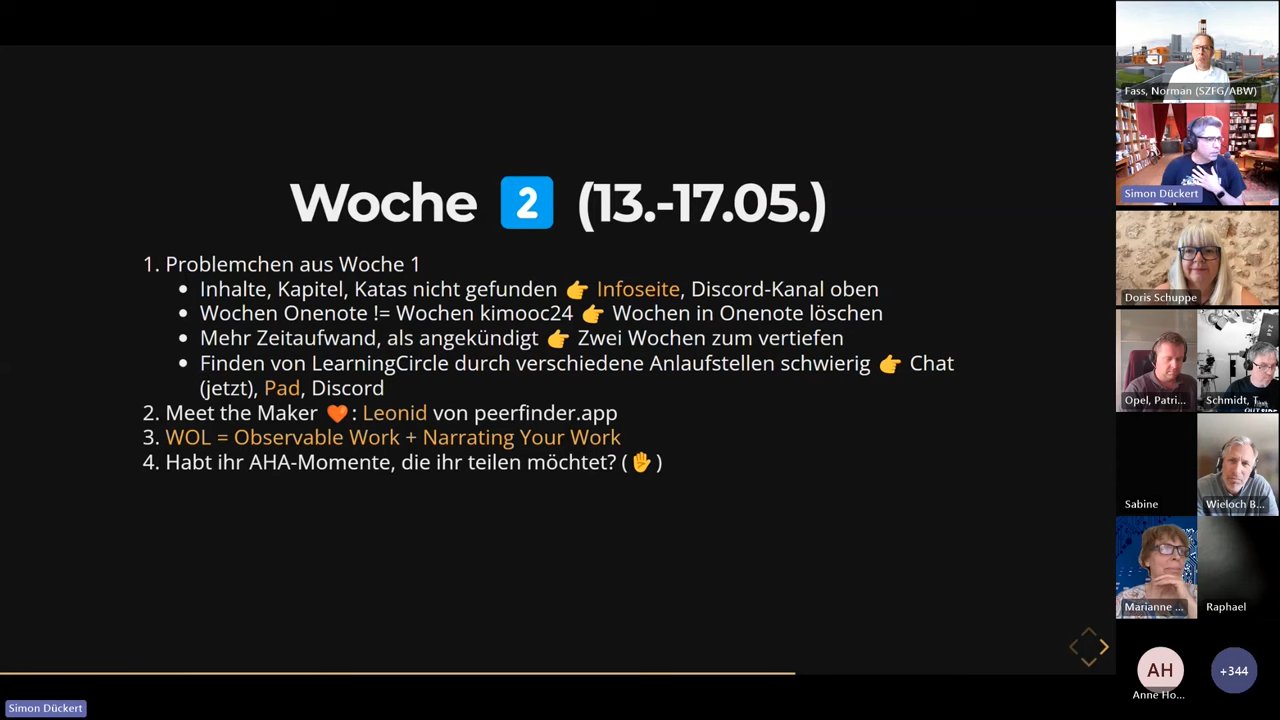 Woche 2 (13.-17.05.)
1. Problemchen aus Woche 1
• Inhalte, Kapitel, Katas nicht gefunden 👉 Infoseite, Discord-Kanal oben
• Wochen Onenote != Wochen kimooc24 👉 Wochen in Onenote löschen
• Mehr Zeitaufwand, als angekündigt 👉 Zwei Wochen zum vertiefen
• Finden von LearningCircle durch verschiedene Anlaufstellen schwierig 👉 Chat
(jetzt), Pad, Discord
2. Meet the Maker 🧡: Leonid von peerfinder.app
3. WOL = Observable Work + Narrating Your Work
4. Habt ihr AHA-Momente, die ihr teilen möchtet? (✋)
Fass, Norman (SZFG/ABW)
Simon Dückert
Doris Schuppe
Opel, Patri...
Schmidt, T...
Sabine
Wieloch B...
Marianne ...
Raphael
AH
+344
Anne Ho...
Simon Dückert